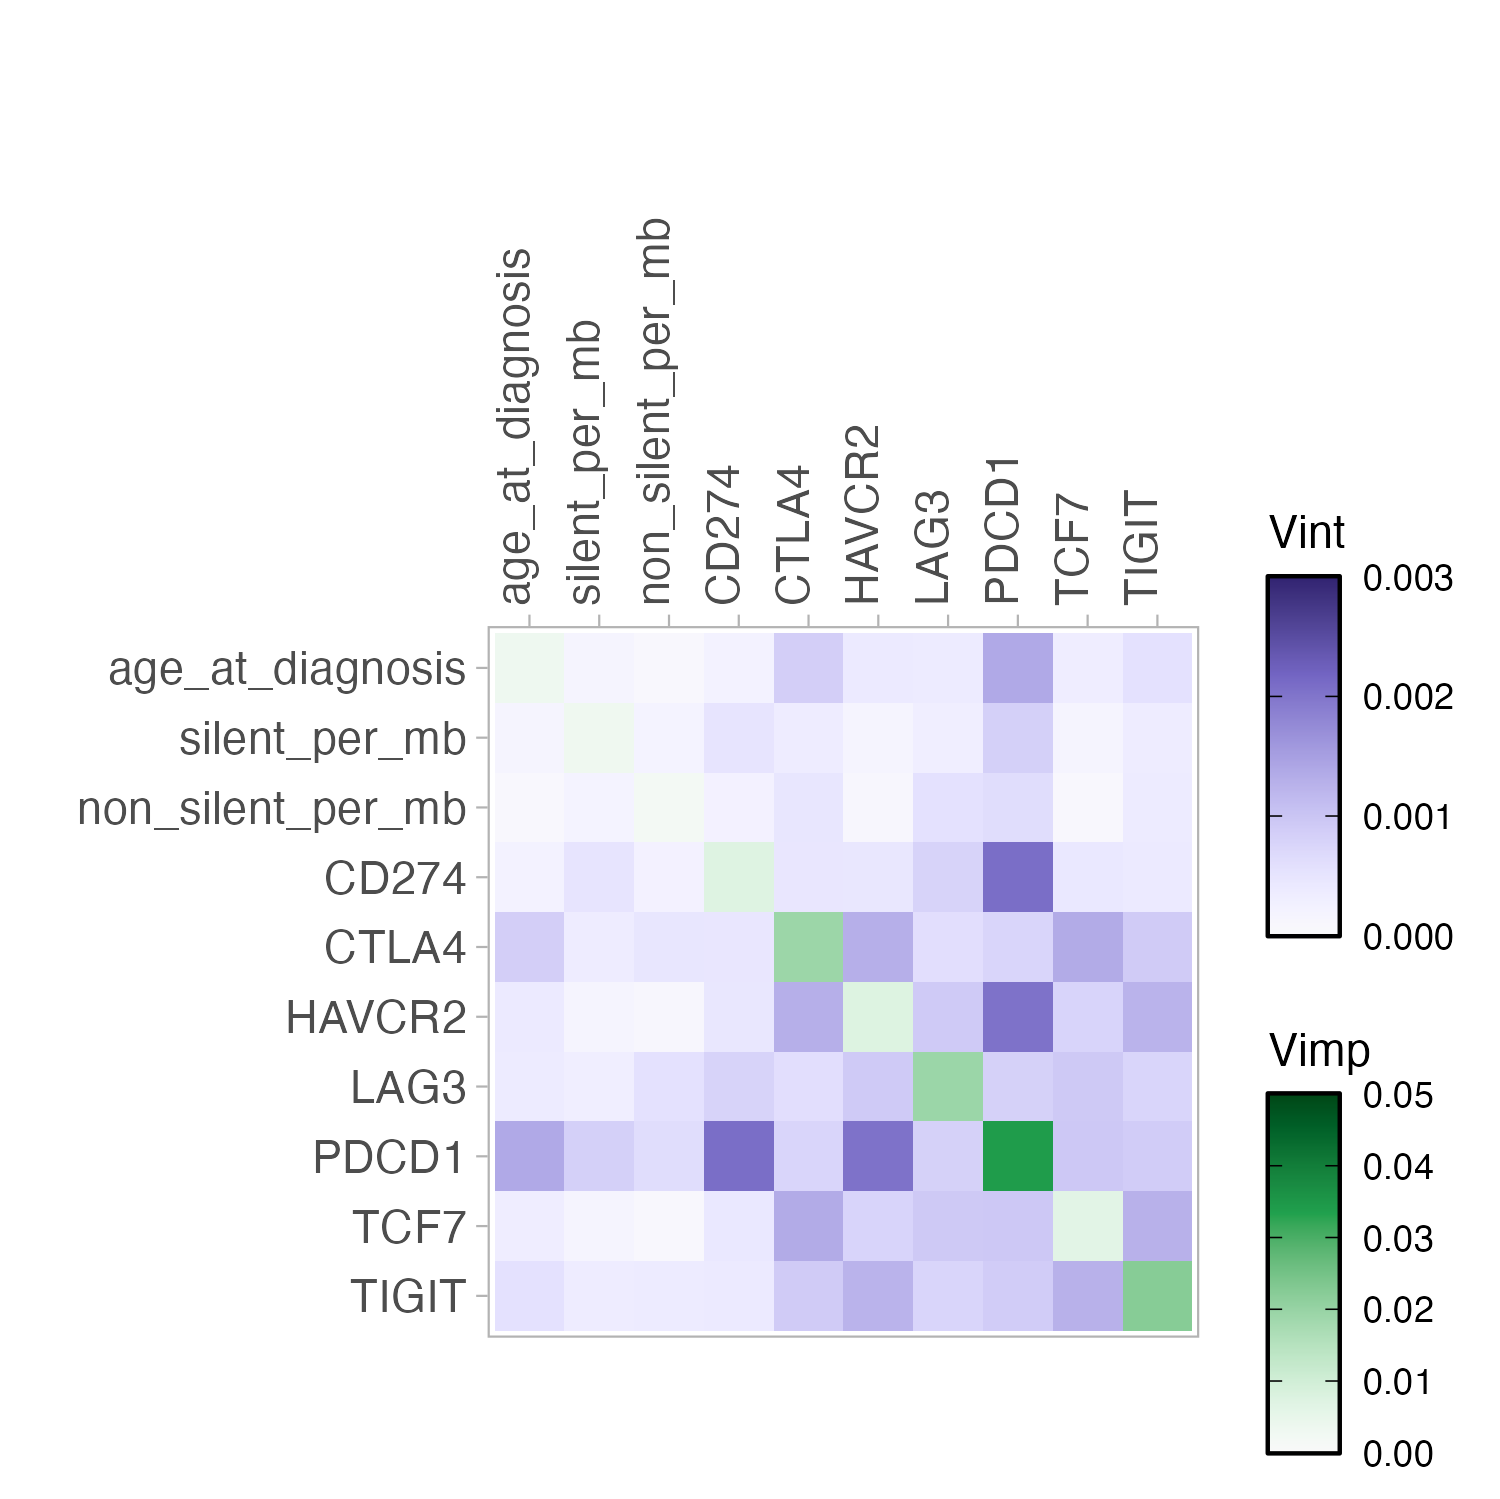 age_at_diagnosis
silent_per_mb
non_silent_per_mb
CD274
CTLA4
HAVCR2
LAG3
PDCD1
TCF7
TIGIT
age_at_diagnosis
silent_per_mb
non_silent_per_mb
CD274
CTLA4
HAVCR2
LAG3
PDCD1
TCF7
TIGIT
Vint
0.003
0.002
0.001
0.000
Vimp
0.05
0.04
0.03
0.02
0.01
0.00